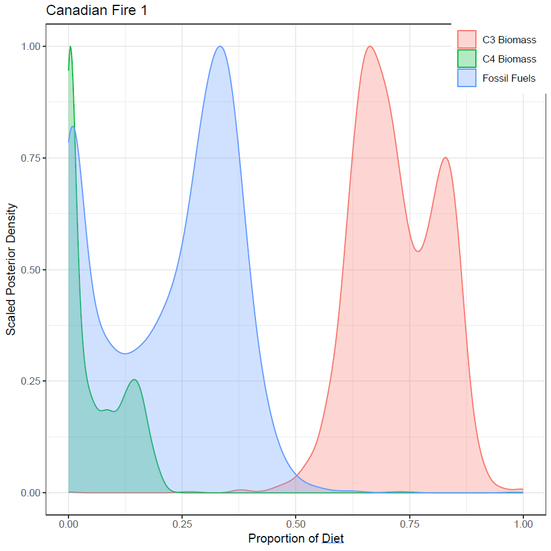 Canadian Fire 1
C3 Biomass
C4 Biomass
Fossil Fuels
1.00
0.75
0.50
0.25
0.00
Scaled Posterior Density
0.00 0.25 0.50 0.75 1.00
Proportion of Diet